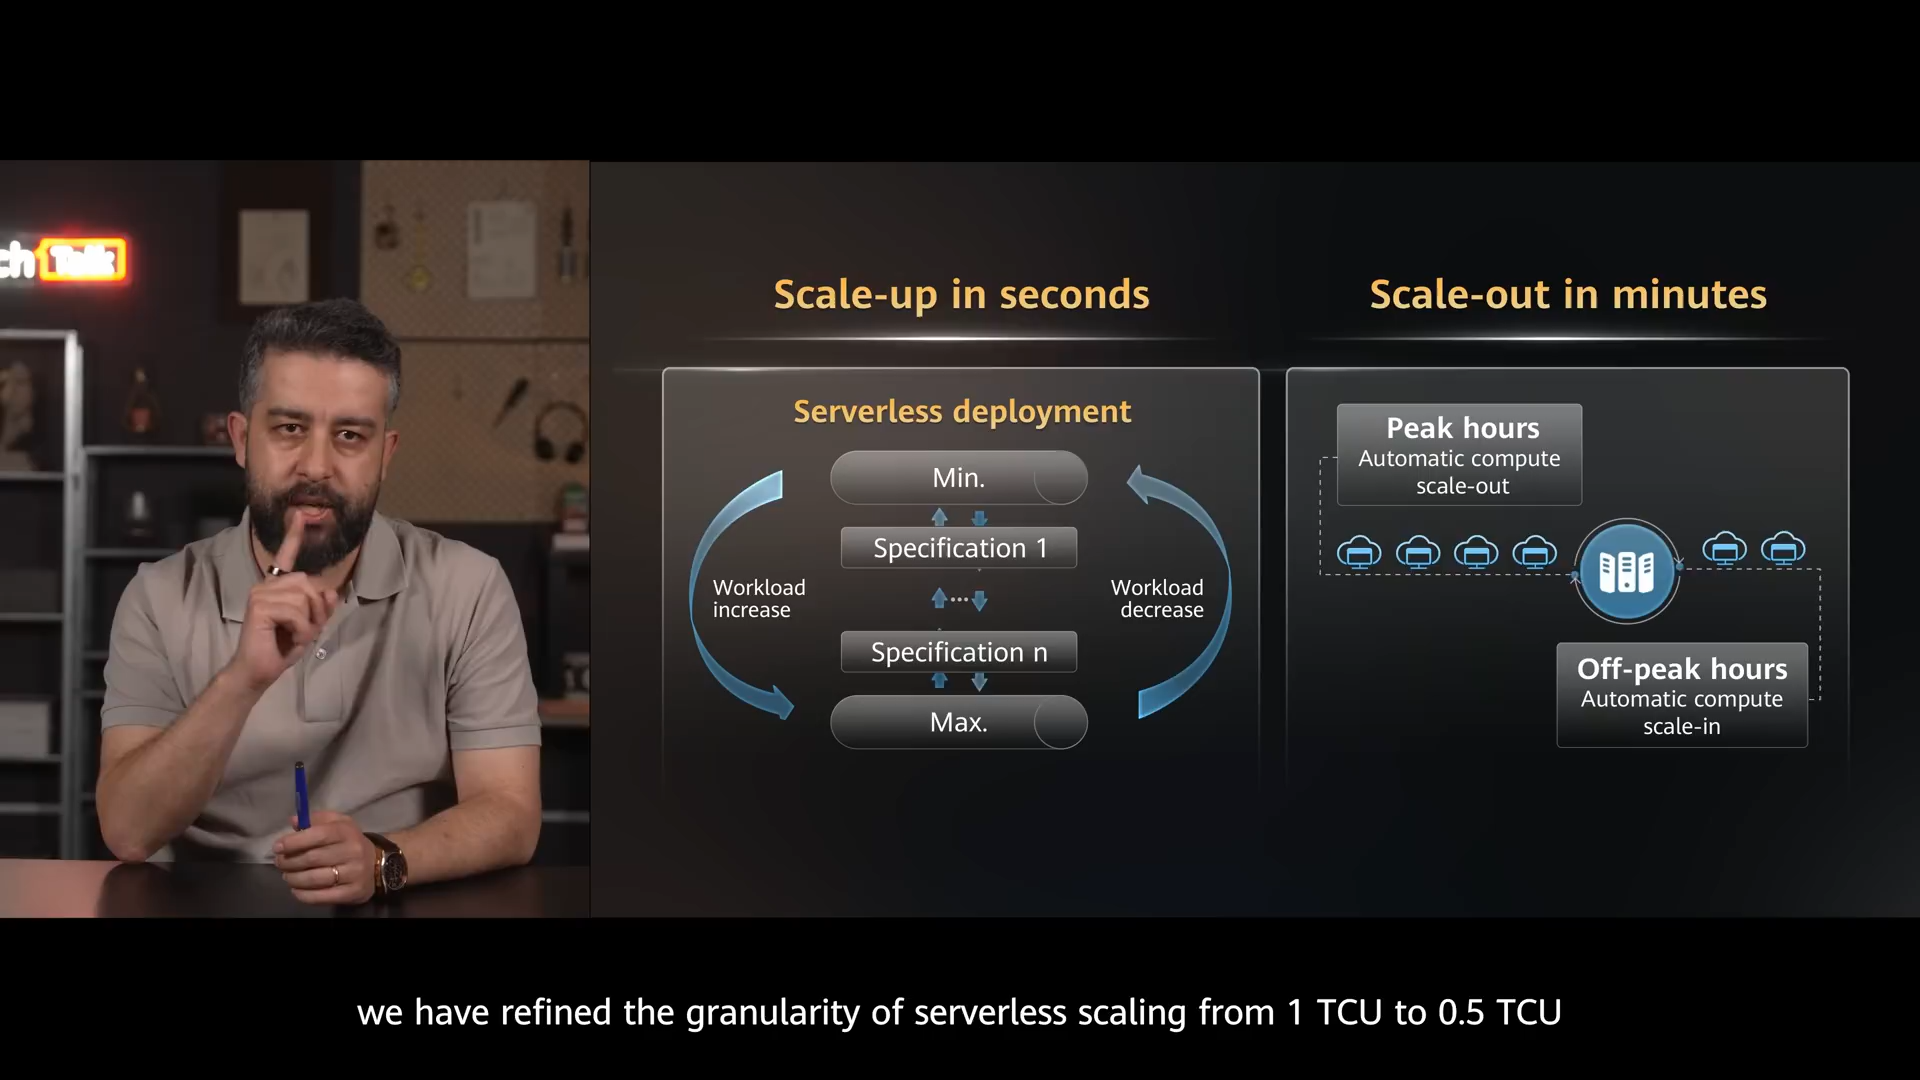 ch Talk
Scale-up in seconds
Serverless deployment
Min.
Specification 1
...
Specification n
Max.
Workload
increase
Workload
decrease
Scale-out in minutes
Peak hours
Automatic compute
scale-out
Off-peak hours
Automatic compute
scale-in
we have refined the granularity of serverless scaling from 1 TCU to 0.5 TCU